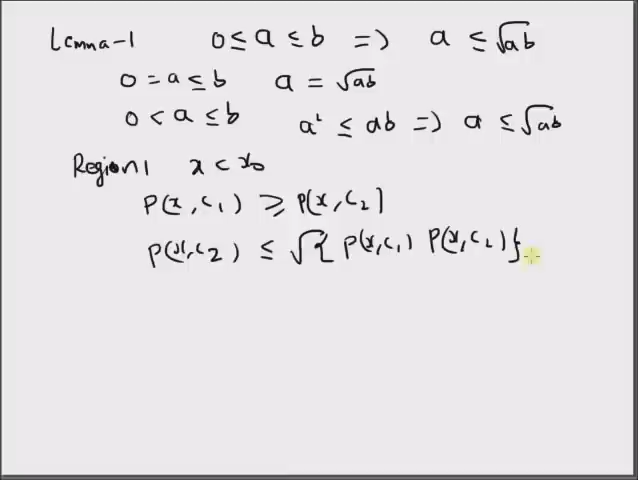 Lemma-1 0 ≤ a ≤ b => a ≤ √ab
0 = a ≤ b a = √ab
0 < a ≤ b a² ≤ ab => a ≤ √ab
Region 1 x < x₀
P(x, C₁) ≥ P(x, C₂)
P(x, C₂) ≤ √{ P(x, C₁) P(x, C₂) }